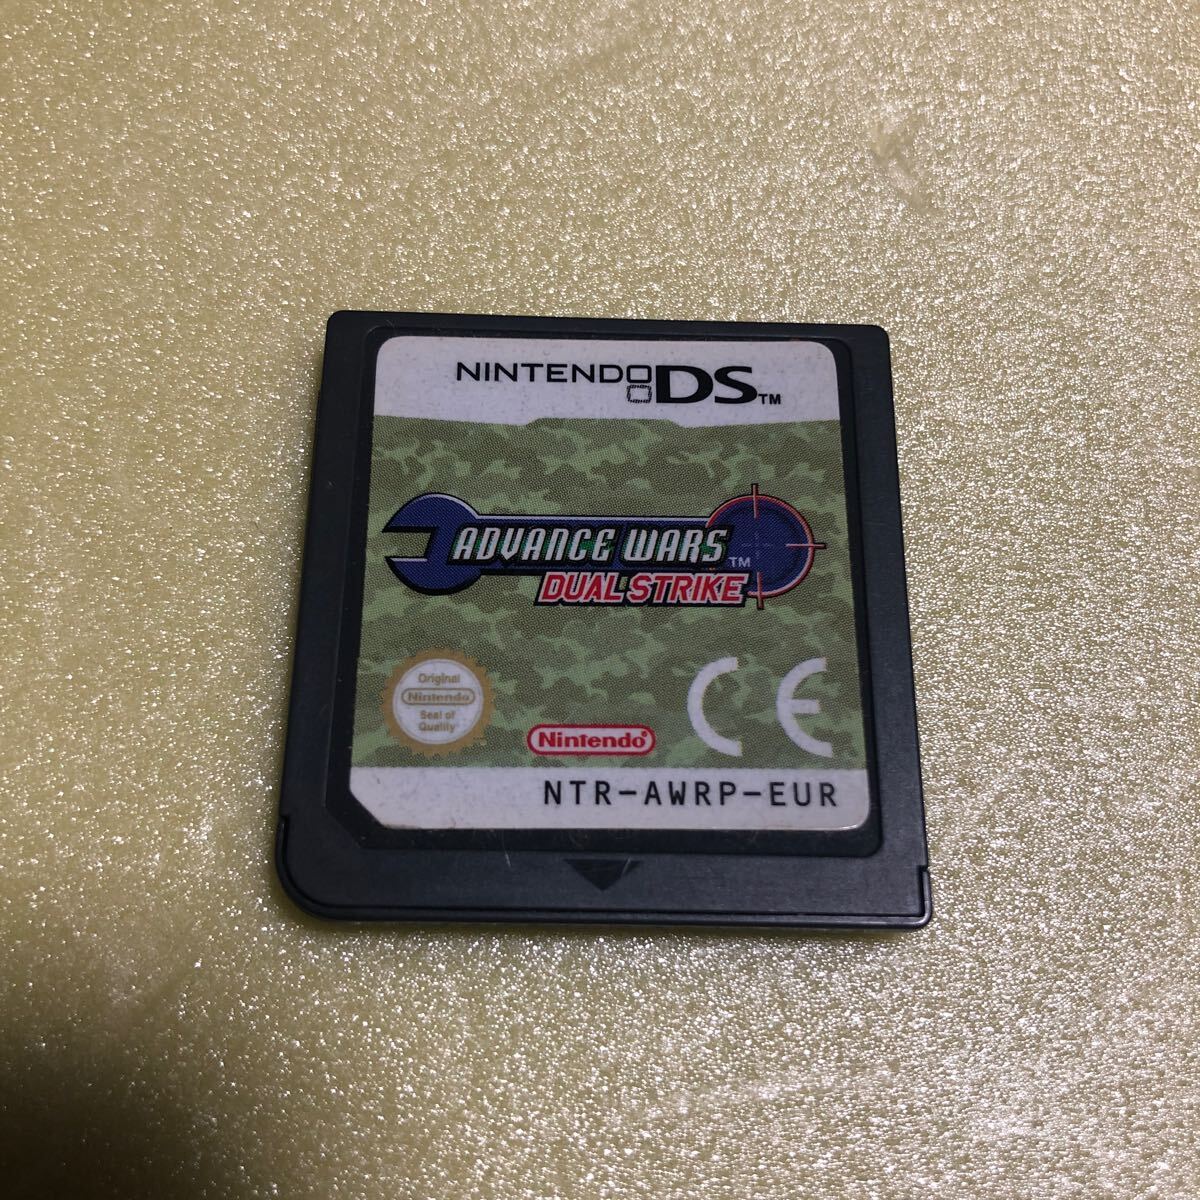 NINTENDO DS™
ADVANCE WARS™
DUAL STRIKE
Original
Nintendo
Seal of
Quality
Nintendo®
CE
NTR-AWRP-EUR